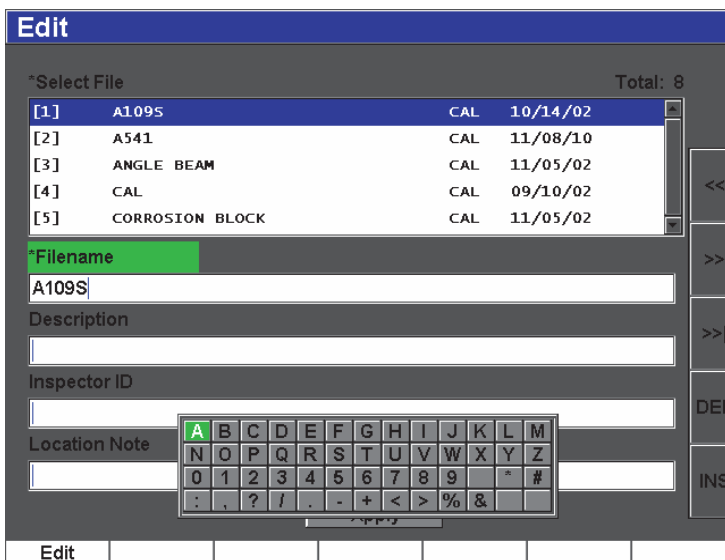 Edit
*Select File Total: 8
[1] A109S CAL 10/14/02
[2] A541 CAL 11/08/10
[3] ANGLE BEAM CAL 11/05/02
[4] CAL CAL 09/10/02
[5] CORROSION BLOCK CAL 11/05/02
<<
*Filename
>>
A109S
Description
>>|
Inspector ID
DEL
A B C D E F G H I J K L M
Location Note
N O P Q R S T U V W X Y Z
0 1 2 3 4 5 6 7 8 9 * #
INS
: , ? / . - + < > % &
Apply
Edit